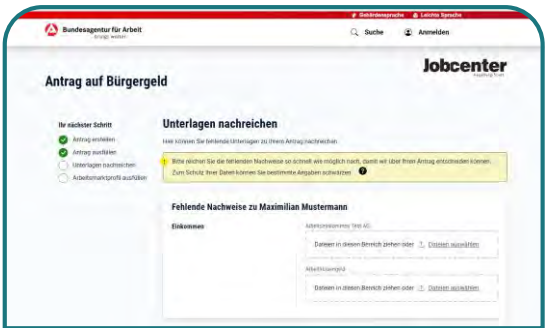 Gebärdensprache Leichte Sprache
Bundesagentur für Arbeit
bringt weiter.
Suche Anmelden
Jobcenter
Antrag auf Bürgergeld
Ihr nächster Schritt
Antrag erstellen
Antrag ausfüllen
Unterlagen nachreichen
Arbeitsmarktprofil ausfüllen
Unterlagen nachreichen
Hier können Sie fehlende Unterlagen zu Ihrem Antrag nachreichen.
Bitte reichen Sie die fehlenden Nachweise so schnell wie möglich nach, damit wir über Ihren Antrag entscheiden können.
Zum Schutz Ihrer Daten können Sie bestimmte Angaben schwärzen. ?
Fehlende Nachweise zu Maximilian Mustermann
Einkommen
Dateien in diesen Bereich ziehen oder Dateien auswählen
Arbeitslosengeld
Dateien in diesen Bereich ziehen oder Dateien auswählen